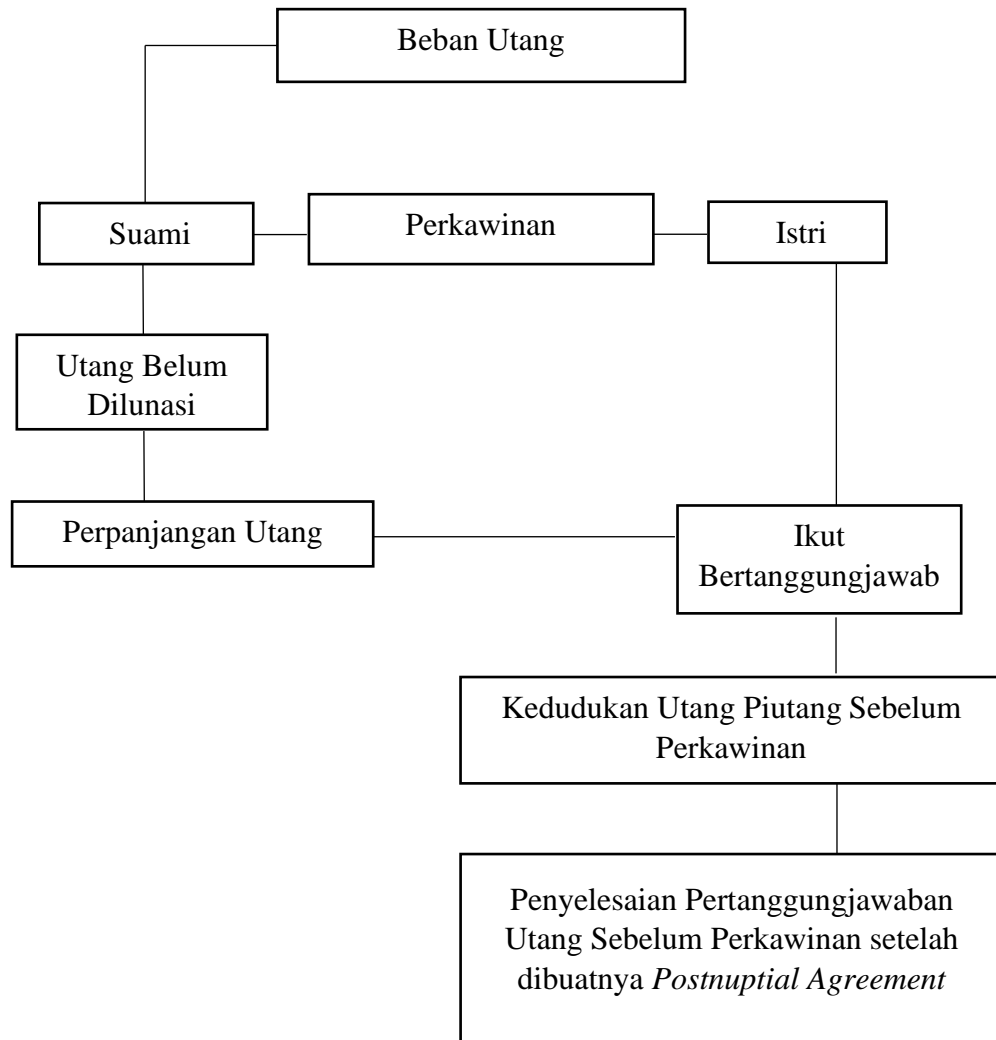 Beban Utang
Suami
Perkawinan
Istri
Utang Belum
Dilunasi
Perpanjangan Utang
Ikut
Bertanggungjawab
Kedudukan Utang Piutang Sebelum
Perkawinan
Penyelesaian Pertanggungjawaban
Utang Sebelum Perkawinan setelah
dibuatnya Postnuptial Agreement